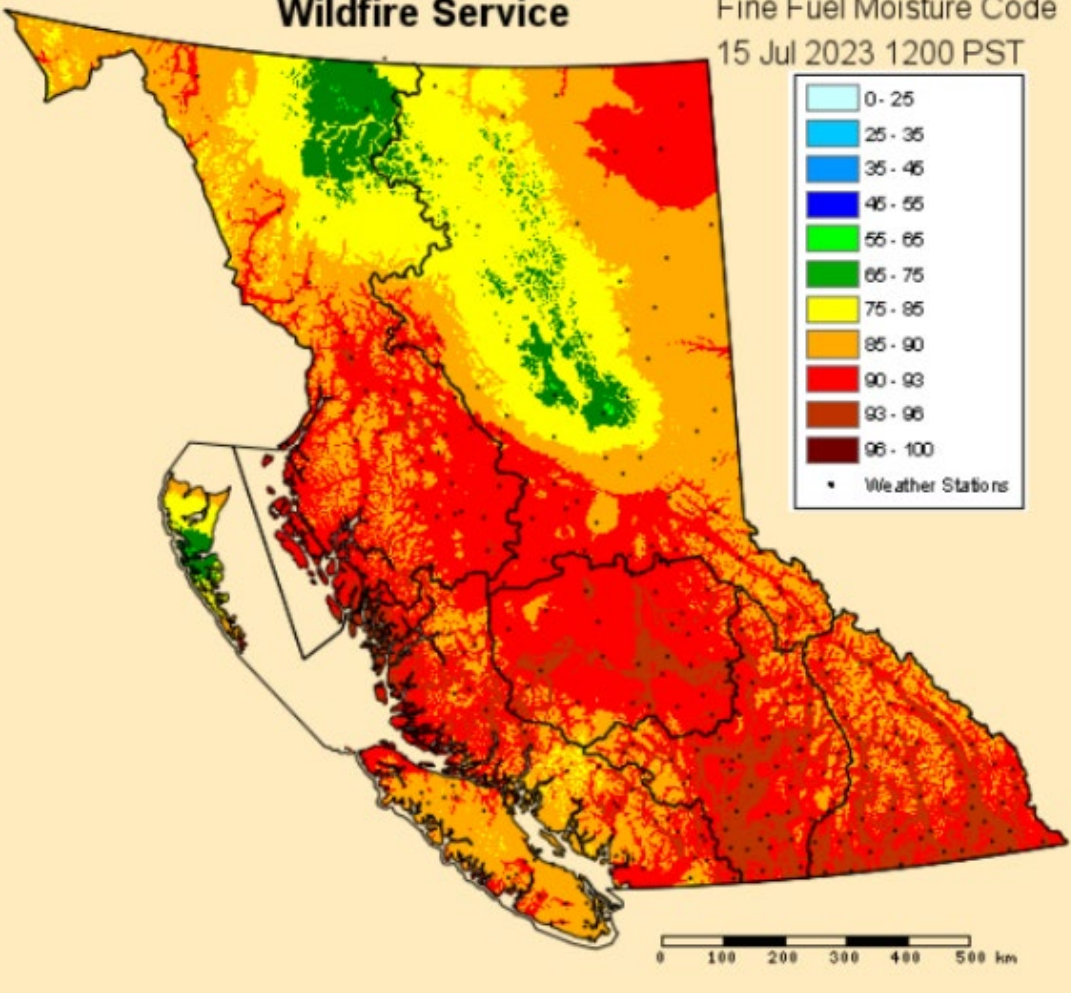 Wildfire Service
Fine Fuel Moisture Code
15 Jul 2023 1200 PST
0 - 25
25 - 35
35 - 45
45 - 55
55 - 65
65 - 75
75 - 85
85 - 90
90 - 93
93 - 96
96 - 100
Weather Stations
0 100 200 300 400 500 km